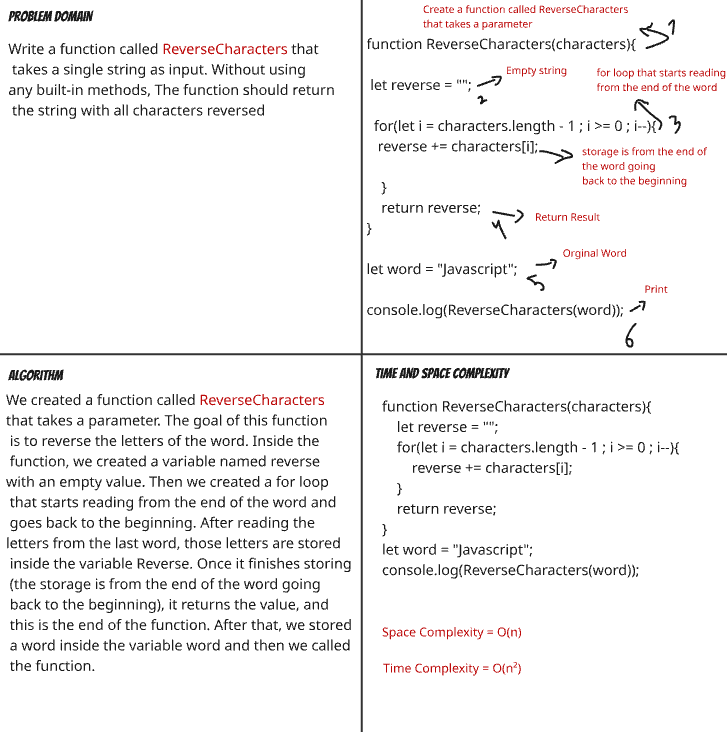 PROBLEM DOMAIN
Write a function called ReverseCharacters that
takes a single string as input. Without using
any built-in methods, The function should return
the string with all characters reversed
Create a function called ReverseCharacters
that takes a parameter
1
function ReverseCharacters(characters){
Empty string
let reverse = "";
2
for loop that starts reading
from the end of the word
for(let i = characters.length - 1 ; i >= 0 ; i--){
3
reverse += characters[i];
storage is from the end of
the word going
back to the beginning
}
return reverse;
4
Return Result
}
Orginal Word
let word = "Javascript";
5
Print
console.log(ReverseCharacters(word));
6
ALGORITHM
We created a function called ReverseCharacters
that takes a parameter. The goal of this function
is to reverse the letters of the word. Inside the
function, we created a variable named reverse
with an empty value. Then we created a for loop
that starts reading from the end of the word and
goes back to the beginning. After reading the
letters from the last word, those letters are stored
inside the variable Reverse. Once it finishes storing
(the storage is from the end of the word going
back to the beginning), it returns the value, and
this is the end of the function. After that, we stored
a word inside the variable word and then we called
the function.
TIME AND SPACE COMPLEXITY
function ReverseCharacters(characters){
let reverse = "";
for(let i = characters.length - 1 ; i >= 0 ; i--){
reverse += characters[i];
}
return reverse;
}
let word = "Javascript";
console.log(ReverseCharacters(word));
Space Complexity = O(n)
Time Complexity = O(n²)